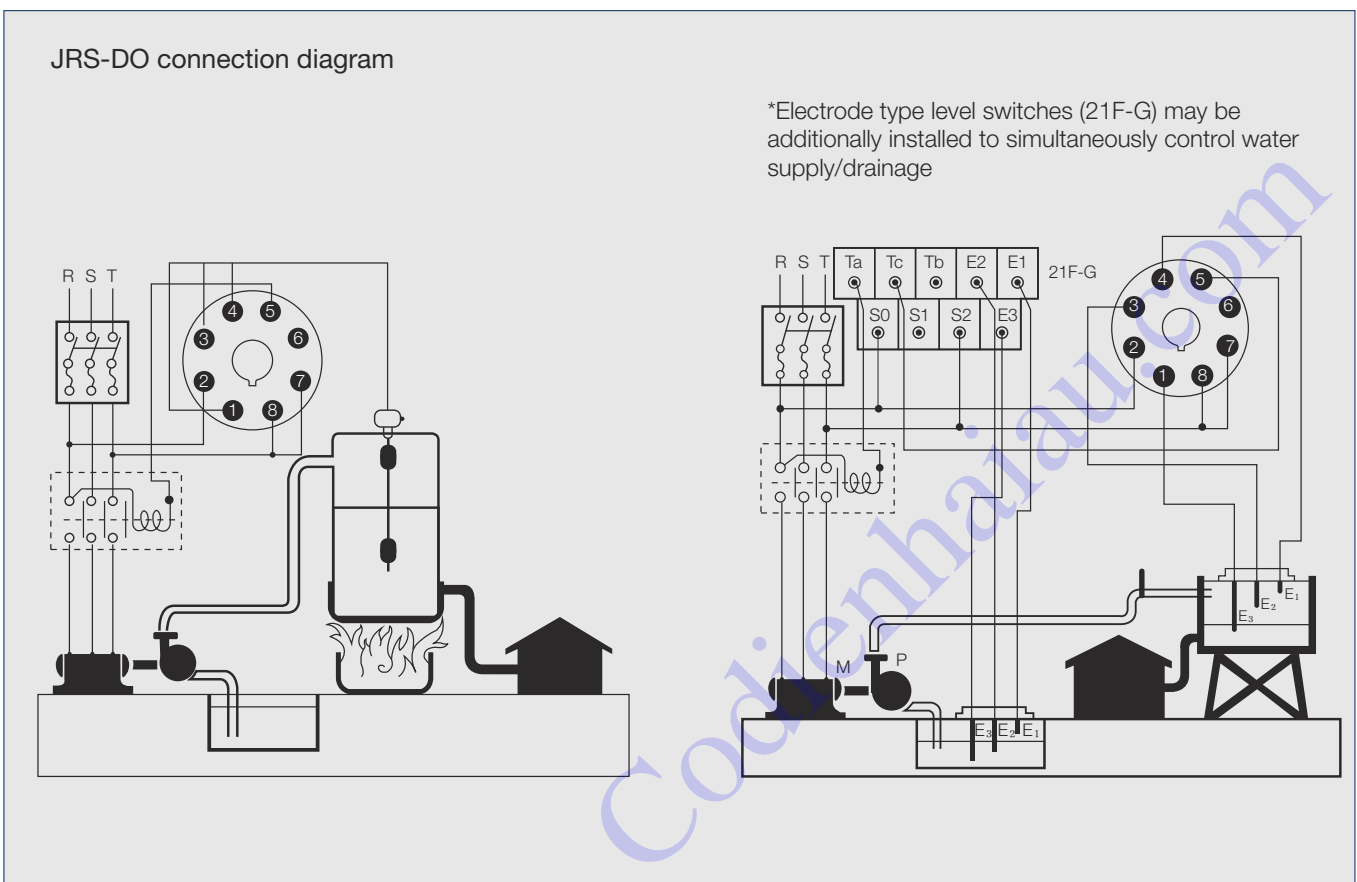 JRS-DO connection diagram
*Electrode type level switches (21F-G) may be
additionally installed to simultaneously control water
supply/drainage
R S T
4 5
3 6
2 7
1 8
R S T
Ta Tc Tb E2 E1
21F-G
S0 S1 S2 E3
4 5
3 6
2 7
1 8
E₃ E₂ E₁
M P
E₃ E₂ E₁
Codienhaiau.com